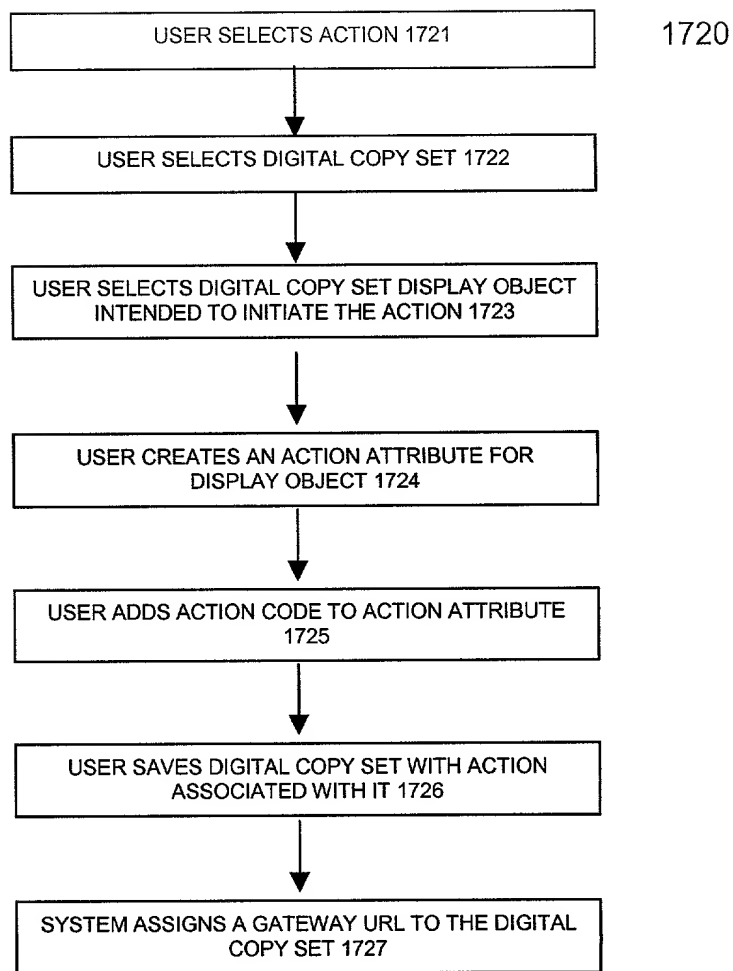 USER SELECTS ACTION 1721
1720
USER SELECTS DIGITAL COPY SET 1722
USER SELECTS DIGITAL COPY SET DISPLAY OBJECT
INTENDED TO INITIATE THE ACTION 1723
USER CREATES AN ACTION ATTRIBUTE FOR
DISPLAY OBJECT 1724
USER ADDS ACTION CODE TO ACTION ATTRIBUTE
1725
USER SAVES DIGITAL COPY SET WITH ACTION
ASSOCIATED WITH IT 1726
SYSTEM ASSIGNS A GATEWAY URL TO THE DIGITAL
COPY SET 1727